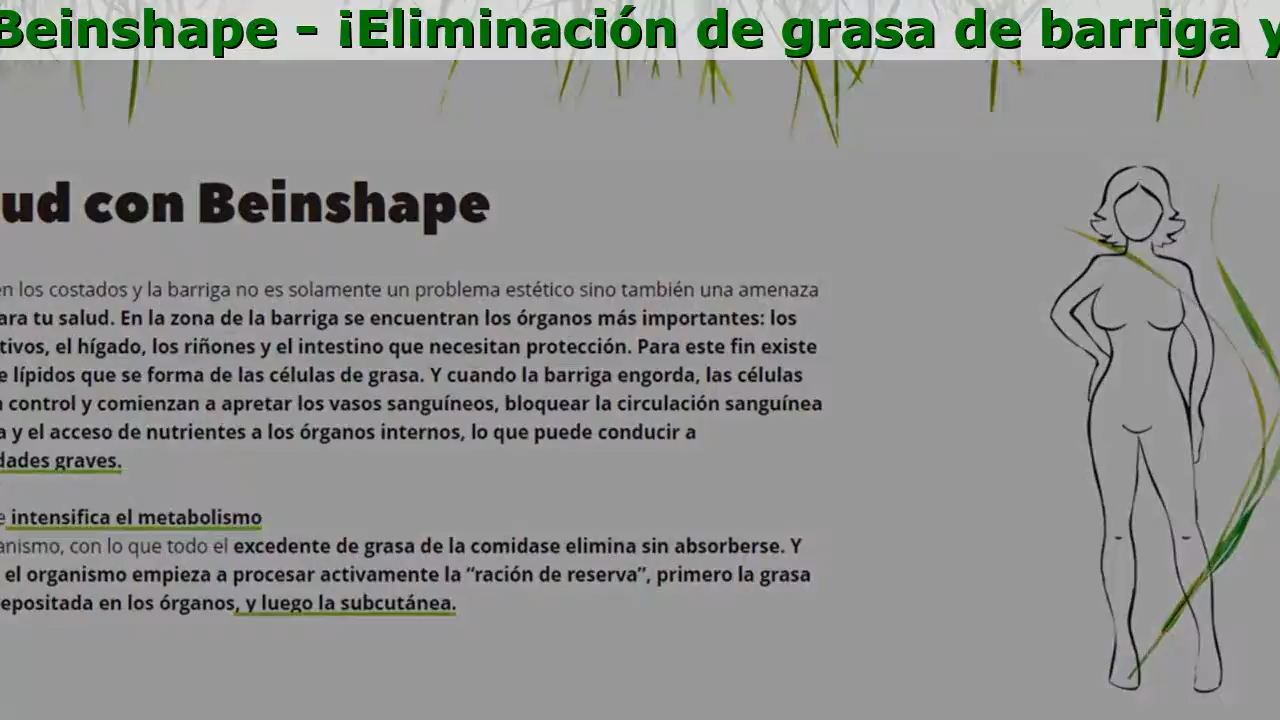 Beinshape - ¡Eliminación de grasa de barriga y
ud con Beinshape
en los costados y la barriga no es solamente un problema estético sino también una amenaza
ara tu salud. En la zona de la barriga se encuentran los órganos más importantes: los
tivos, el hígado, los riñones y el intestino que necesitan protección. Para este fin existe
e lípidos que se forma de las células de grasa. Y cuando la barriga engorda, las células
control y comienzan a apretar los vasos sanguíneos, bloquear la circulación sanguínea
a y el acceso de nutrientes a los órganos internos, lo que puede conducir a
dades graves.
e intensifica el metabolismo
anismo, con lo que todo el excedente de grasa de la comidase elimina sin absorberse. Y
el organismo empieza a procesar activamente la “ración de reserva”, primero la grasa
epositada en los órganos, y luego la subcutánea.